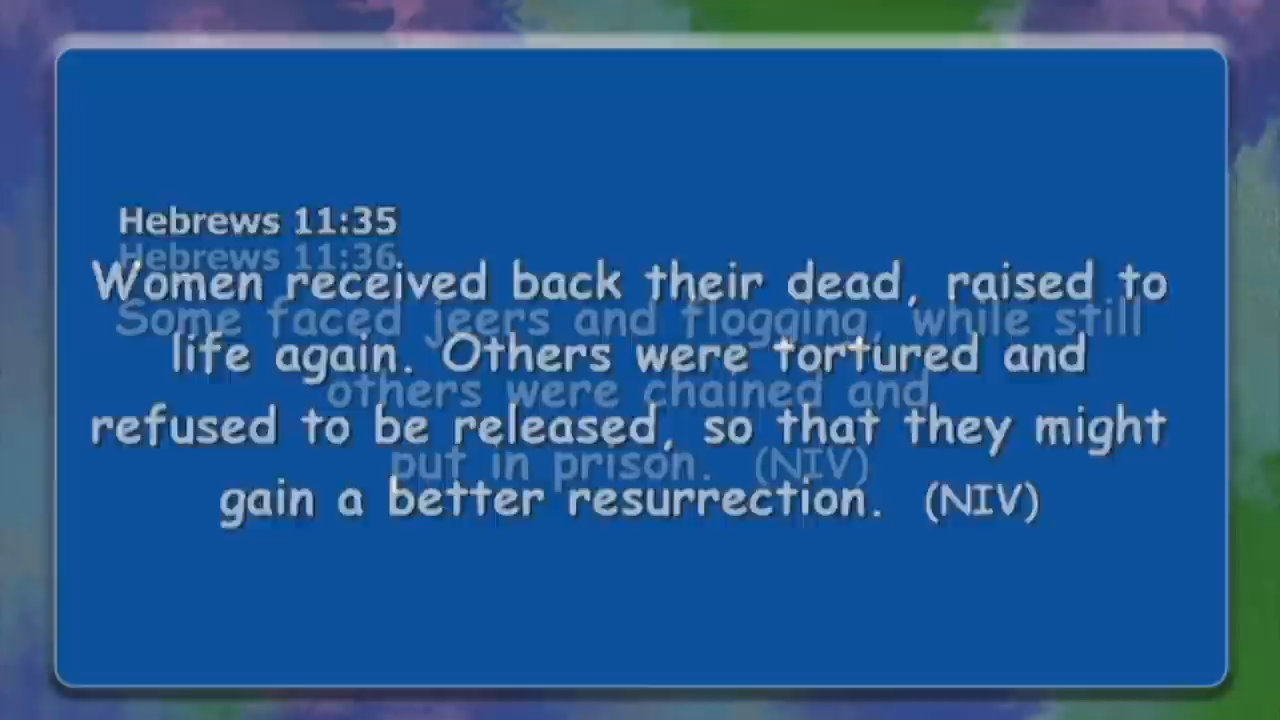 Hebrews 11:35
Women received back their dead, raised to
life again. Others were tortured and
refused to be released, so that they might
gain a better resurrection. (NIV)
Hebrews 11:36
Some faced jeers and flogging, while still
others were chained and
put in prison. (NIV)